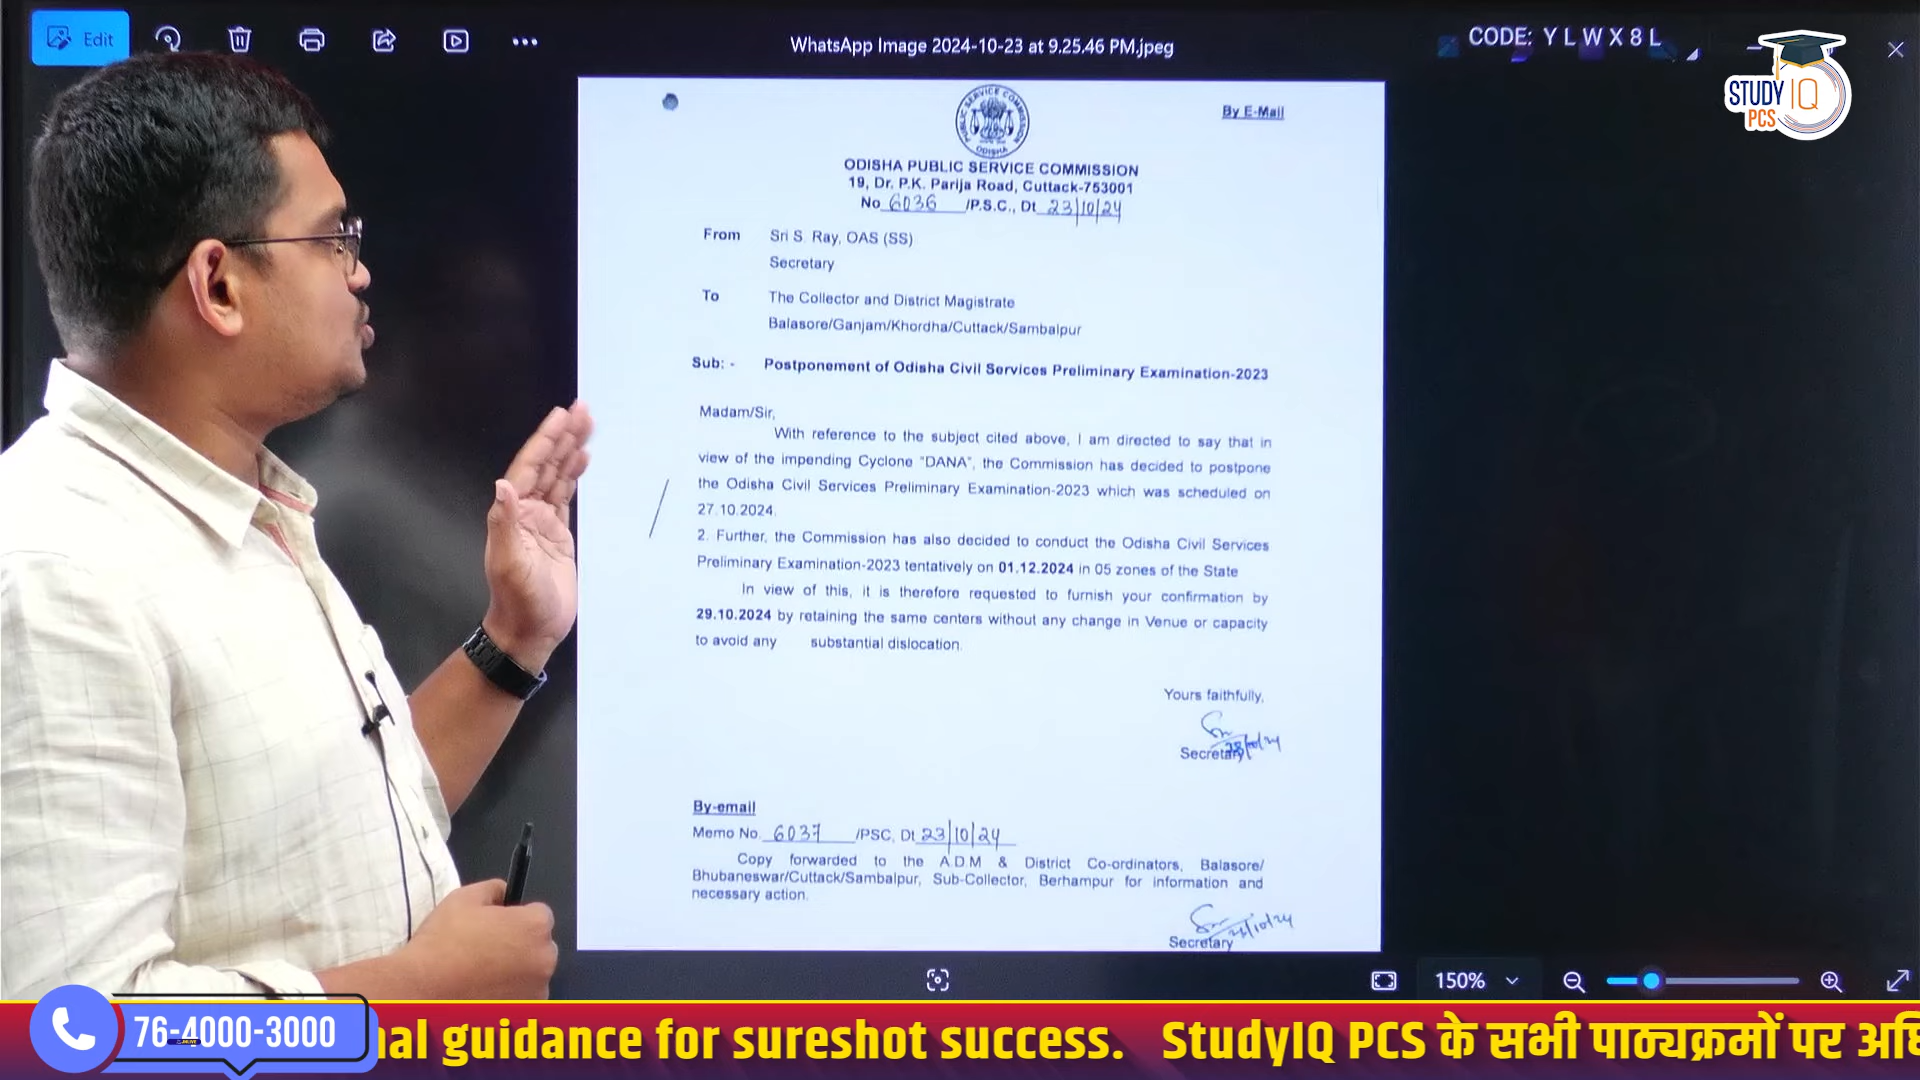 Edit
WhatsApp Image 2024-10-23 at 9.25.46 PM.jpeg
CODE: Y L W X 8 L
STUDY IQ
PCS
PUBLIC SERVICE COMMISSION
ODISHA
By E-Mail
ODISHA PUBLIC SERVICE COMMISSION
19, Dr. P.K. Parija Road, Cuttack-753001
No 6036 /P.S.C., Dt 23/10/24
From Sri S. Ray, OAS (SS)
Secretary
To The Collector and District Magistrate
Balasore/Ganjam/Khordha/Cuttack/Sambalpur
Sub: - Postponement of Odisha Civil Services Preliminary Examination-2023
Madam/Sir,
With reference to the subject cited above, I am directed to say that in
view of the impending Cyclone "DANA", the Commission has decided to postpone
the Odisha Civil Services Preliminary Examination-2023 which was scheduled on
27.10.2024.
2. Further, the Commission has also decided to conduct the Odisha Civil Services
Preliminary Examination-2023 tentatively on 01.12.2024 in 05 zones of the State
In view of this, it is therefore requested to furnish your confirmation by
29.10.2024 by retaining the same centers without any change in Venue or capacity
to avoid any substantial dislocation.
Yours faithfully,
Secretary
By-email
Memo No. 6037 /PSC, Dt 23/10/24
Copy forwarded to the A.D.M & District Co-ordinators, Balasore/
Bhubaneswar/Cuttack/Sambalpur, Sub-Collector, Berhampur for information and
necessary action.
Secretary
150%
76-4000-3000
nal guidance for sureshot success. StudyIQ PCS के सभी पाठ्यक्रमों पर अधि